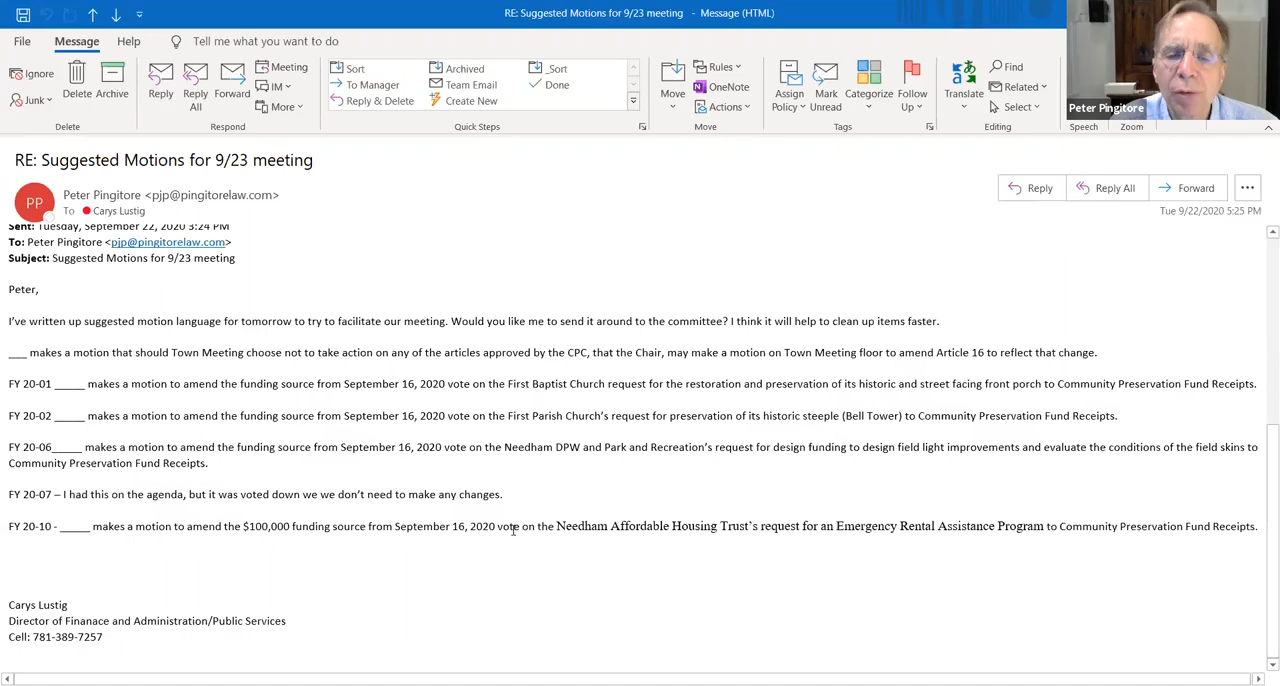 RE: Suggested Motions for 9/23 meeting - Message (HTML)
File Message Help Tell me what you want to do
Ignore
Junk
Delete
Archive
Delete
Reply
Reply All
Forward
Meeting
IM
More
Respond
Sort
To Manager
Reply & Delete
Archived
Team Email
Create New
_Sort
Done
Quick Steps
Move
Rules
OneNote
Actions
Move
Assign Policy
Mark Unread
Categorize
Follow Up
Tags
Translate
Find
Related
Select
Editing
Speech
Zoom
Peter Pingitore
RE: Suggested Motions for 9/23 meeting
PP
Peter Pingitore <pjp@pingitorelaw.com>
To Carys Lustig
Reply
Reply All
Forward
Tue 9/22/2020 5:25 PM
Sent: Tuesday, September 22, 2020 3:24 PM
To: Peter Pingitore <pjp@pingitorelaw.com>
Subject: Suggested Motions for 9/23 meeting
Peter,
I've written up suggested motion language for tomorrow to try to facilitate our meeting. Would you like me to send it around to the committee? I think it will help to clean up items faster.
___ makes a motion that should Town Meeting choose not to take action on any of the articles approved by the CPC, that the Chair, may make a motion on Town Meeting floor to amend Article 16 to reflect that change.
FY 20-01 _____ makes a motion to amend the funding source from September 16, 2020 vote on the First Baptist Church request for the restoration and preservation of its historic and street facing front porch to Community Preservation Fund Receipts.
FY 20-02 _____ makes a motion to amend the funding source from September 16, 2020 vote on the First Parish Church's request for preservation of its historic steeple (Bell Tower) to Community Preservation Fund Receipts.
FY 20-06_____ makes a motion to amend the funding source from September 16, 2020 vote on the Needham DPW and Park and Recreation's request for design funding to design field light improvements and evaluate the conditions of the field skins to
Community Preservation Fund Receipts.
FY 20-07 – I had this on the agenda, but it was voted down we we don't need to make any changes.
FY 20-10 - _____ makes a motion to amend the $100,000 funding source from September 16, 2020 vote on the Needham Affordable Housing Trust's request for an Emergency Rental Assistance Program to Community Preservation Fund Receipts.
Carys Lustig
Director of Finanace and Administration/Public Services
Cell: 781-389-7257